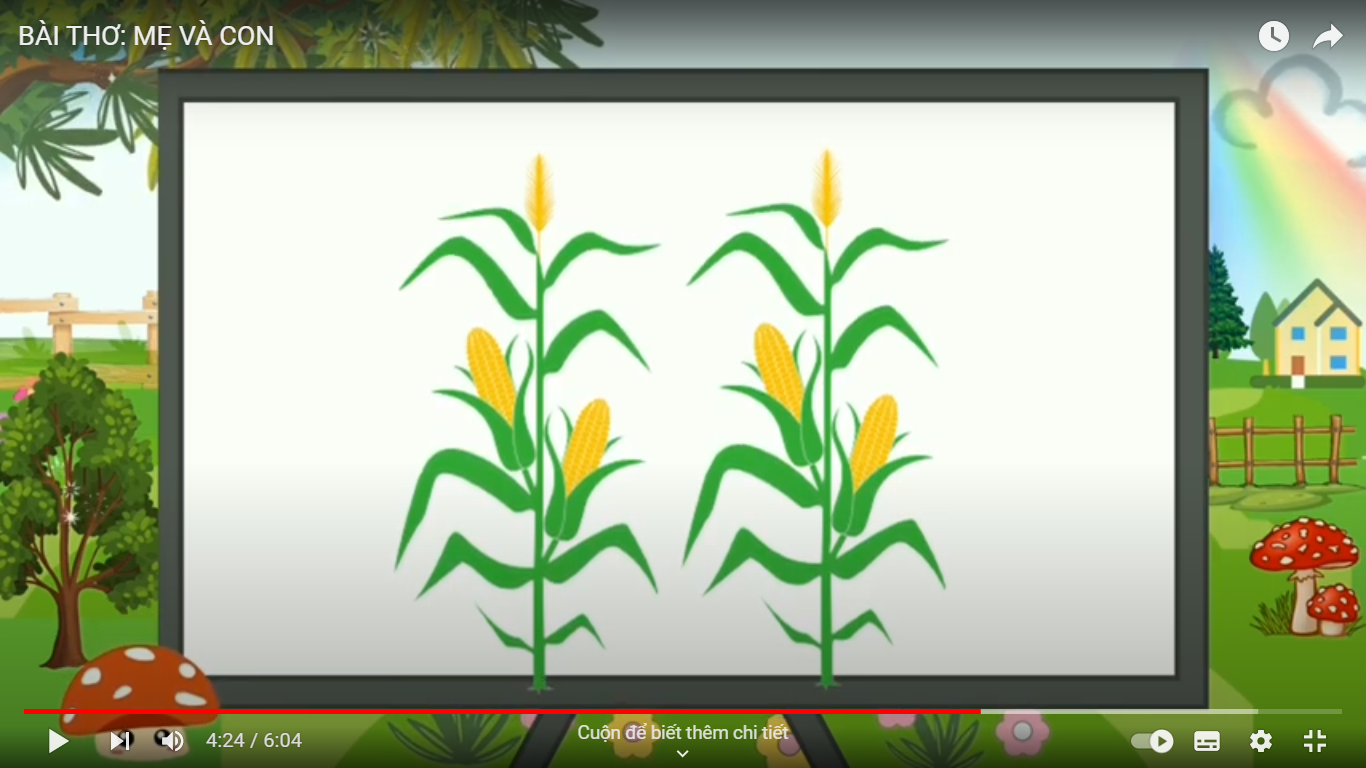 BÀI THƠ: MẸ VÀ CON
4:24 / 6:04
Cuộn để biết thêm chi tiết